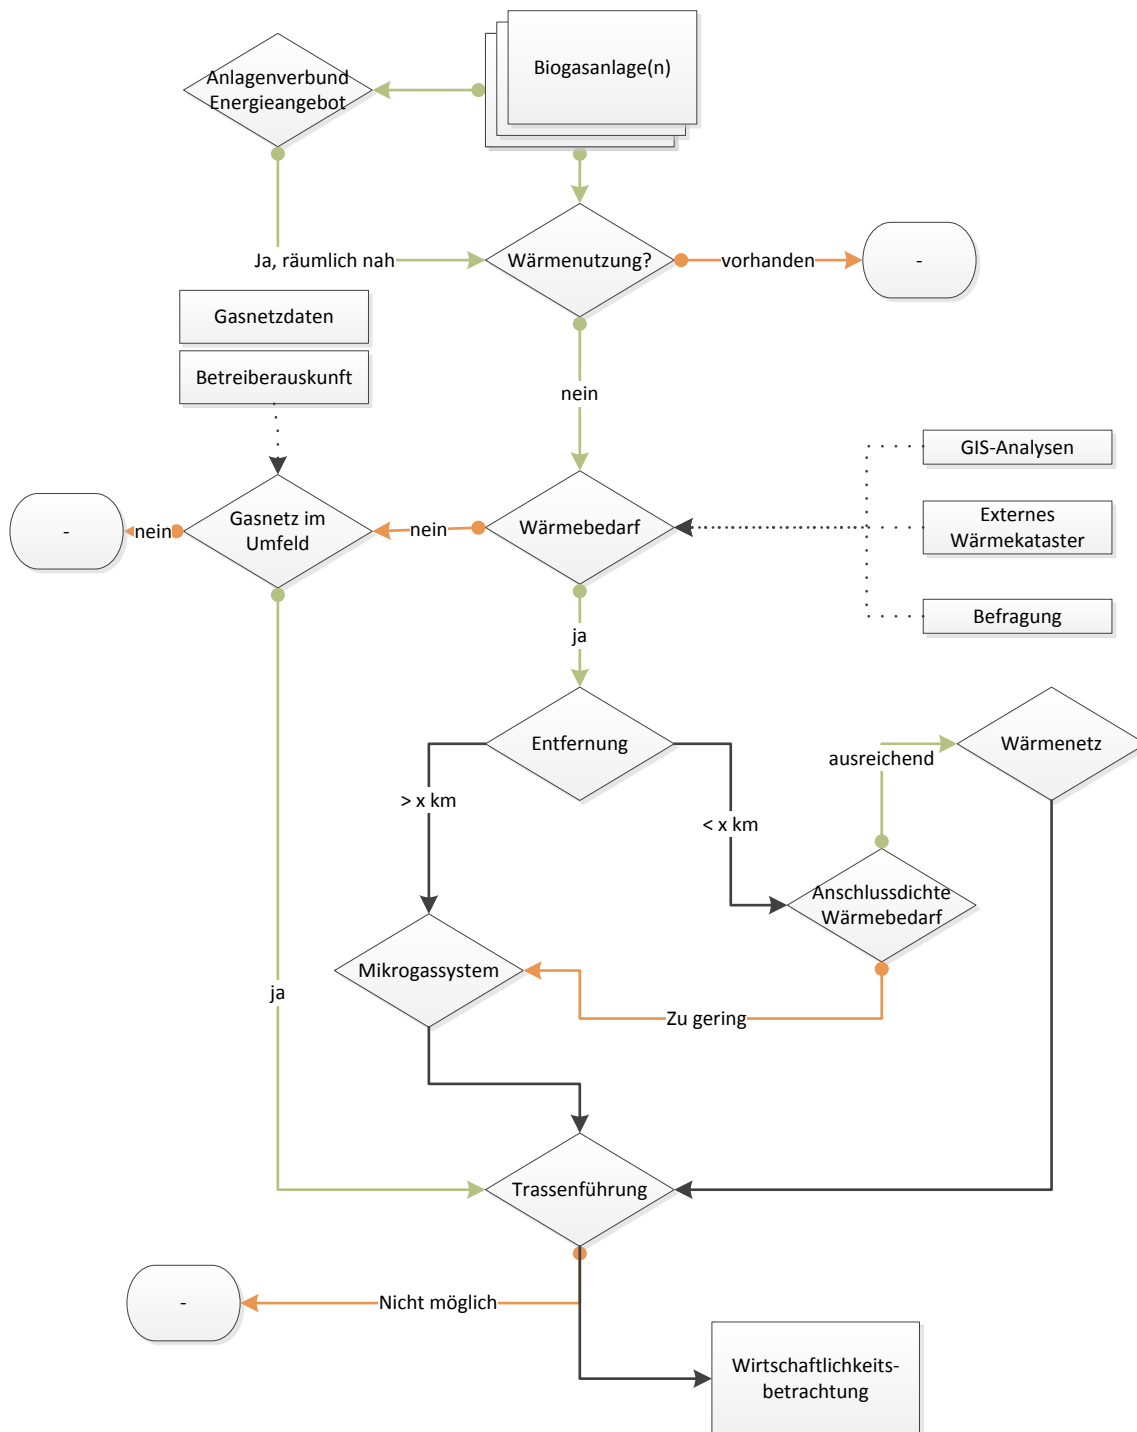 Biogasanlage(n)
Anlagenverbund
Energieangebot
Ja, räumlich nah
Wärmenutzung?
vorhanden
-
Gasnetzdaten
Betreiberauskunft
nein
GIS-Analysen
-
nein
Gasnetz im
Umfeld
nein
Wärmebedarf
Externes
Wärmekataster
Befragung
ja
Entfernung
Wärmenetz
ausreichend
> x km
< x km
Anschlussdichte
Wärmebedarf
Mikrogassystem
ja
Zu gering
Trassenführung
-
Nicht möglich
Wirtschaftlichkeits-
betrachtung